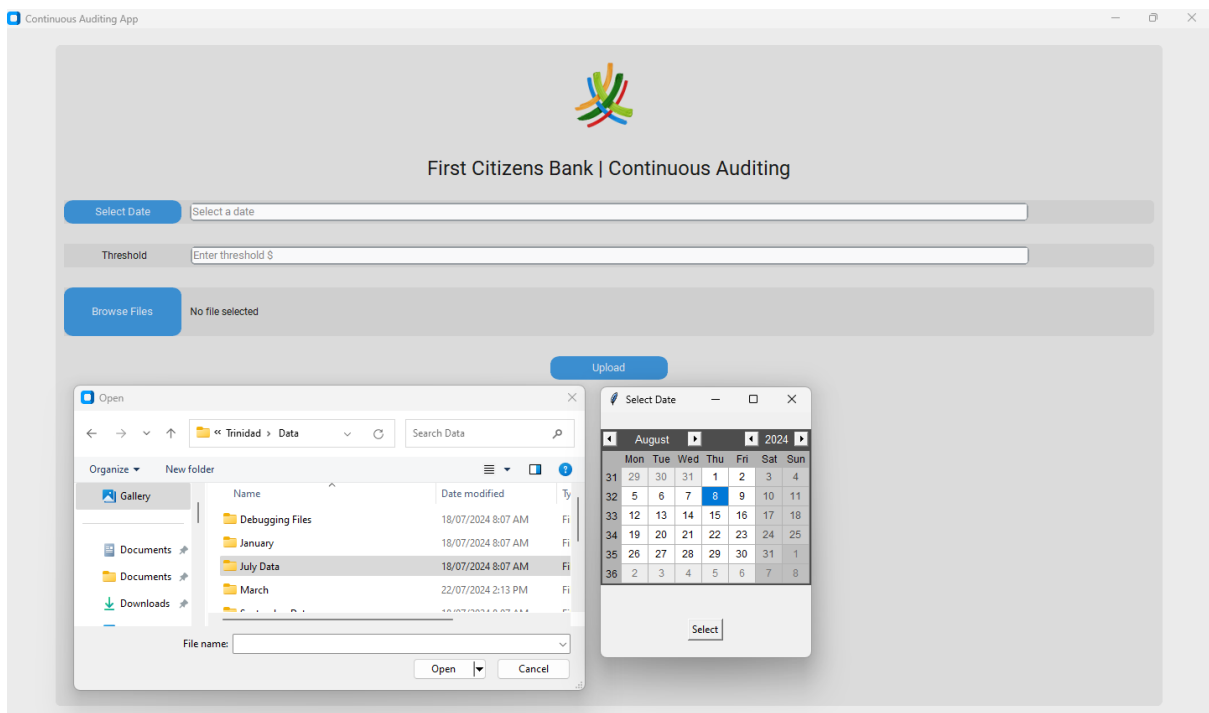 Continuous Auditing App
First Citizens Bank | Continuous Auditing
Select Date Select a date
Threshold Enter threshold $
Browse Files No file selected
Upload
Open
« Trinidad > Data Search Data
Organize New folder
Gallery
Documents
Documents
Downloads
Name Date modified Ty
Debugging Files 18/07/2024 8:07 AM Fi
January 18/07/2024 8:07 AM Fi
July Data 18/07/2024 8:07 AM Fi
March 22/07/2024 2:13 PM Fi
File name:
Open Cancel
Select Date
August 2024
Mon Tue Wed Thu Fri Sat Sun
31 29 30 31 1 2 3 4
32 5 6 7 8 9 10 11
33 12 13 14 15 16 17 18
34 19 20 21 22 23 24 25
35 26 27 28 29 30 31 1
36 2 3 4 5 6 7 8
Select